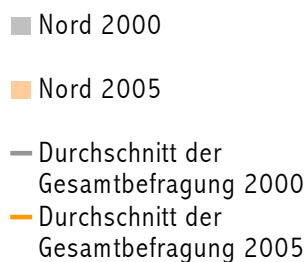 Nord 2000
Nord 2005
Durchschnitt der
Gesamtbefragung 2000
Durchschnitt der
Gesamtbefragung 2005